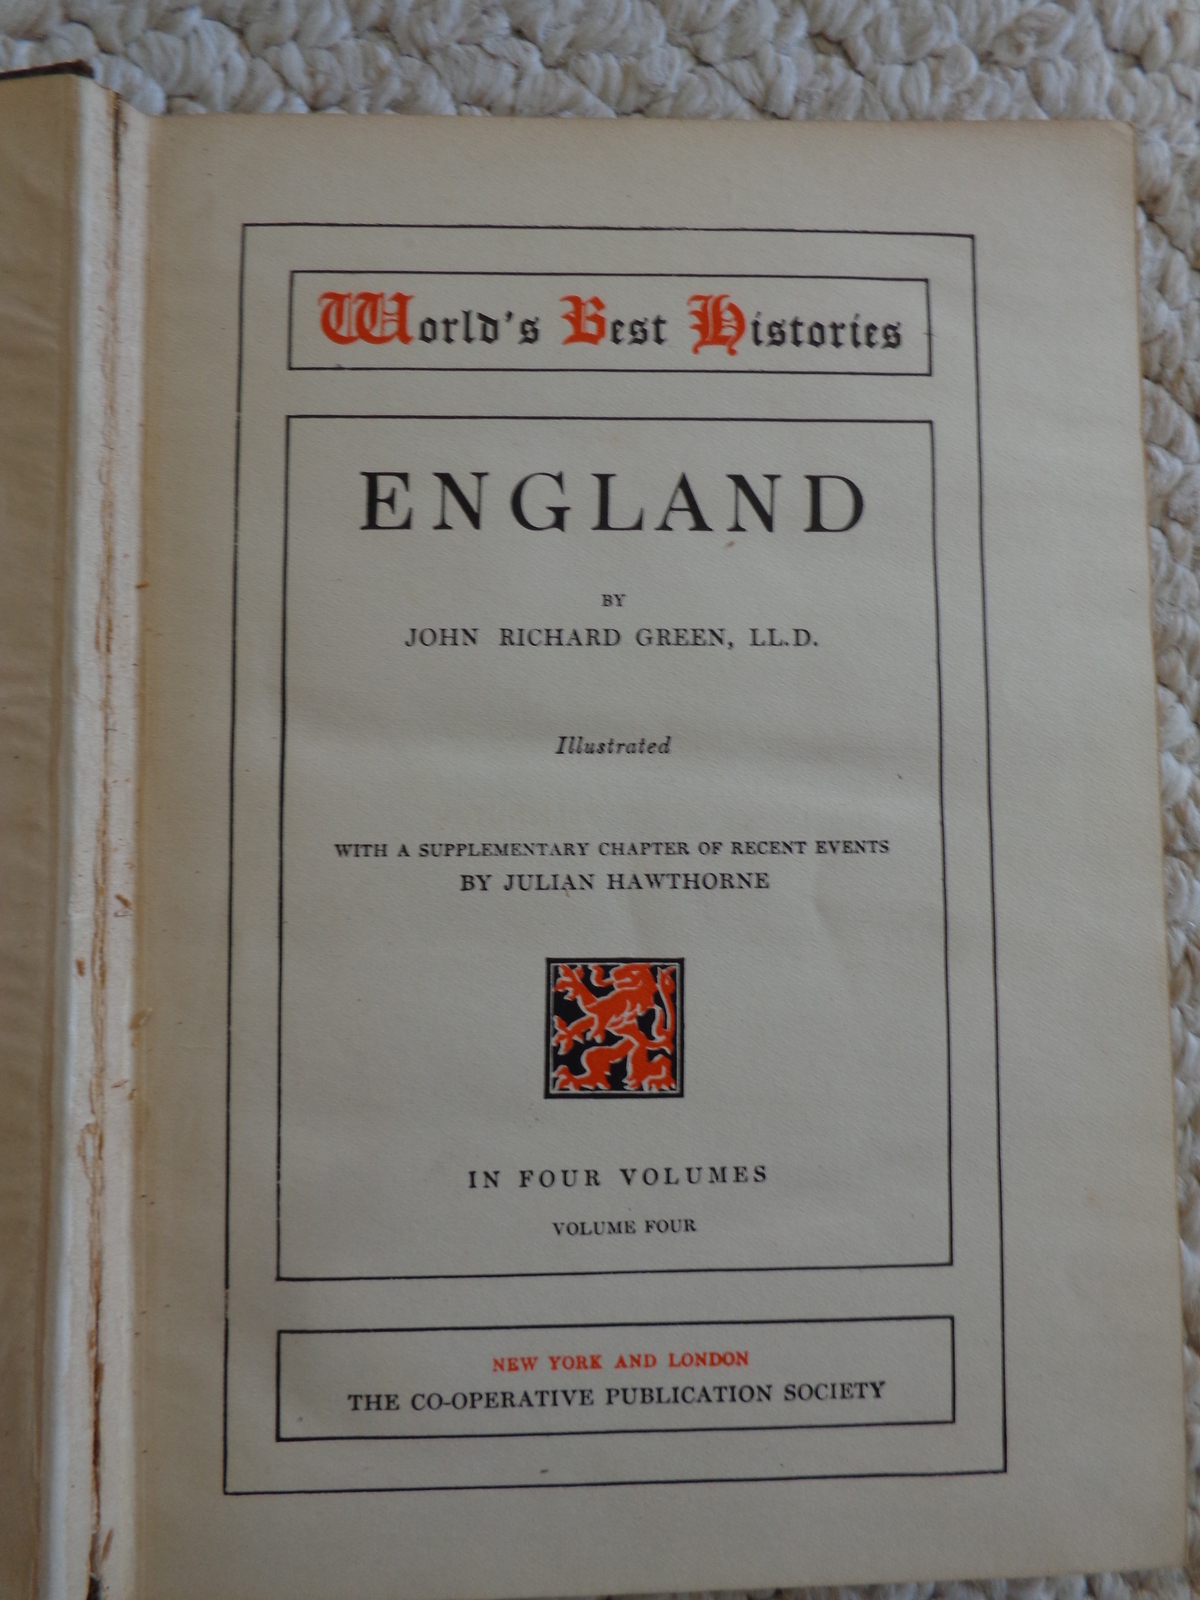 World's Best Histories
ENGLAND
BY
JOHN RICHARD GREEN, LL.D.
Illustrated
WITH A SUPPLEMENTARY CHAPTER OF RECENT EVENTS
BY JULIAN HAWTHORNE
IN FOUR VOLUMES
VOLUME FOUR
NEW YORK AND LONDON
THE CO-OPERATIVE PUBLICATION SOCIETY